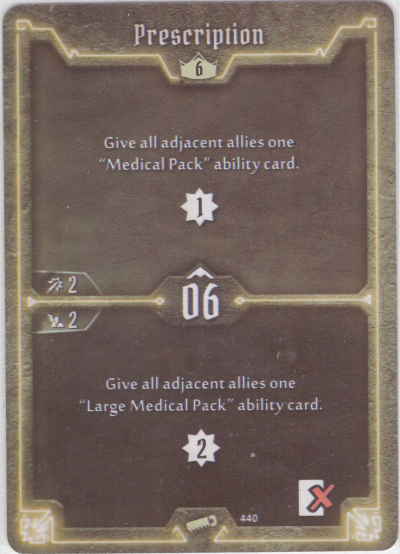 Prescription
6
Give all adjacent allies one
“Medical Pack” ability card.
1
2
06
2
Give all adjacent allies one
“Large Medical Pack” ability card.
2
440